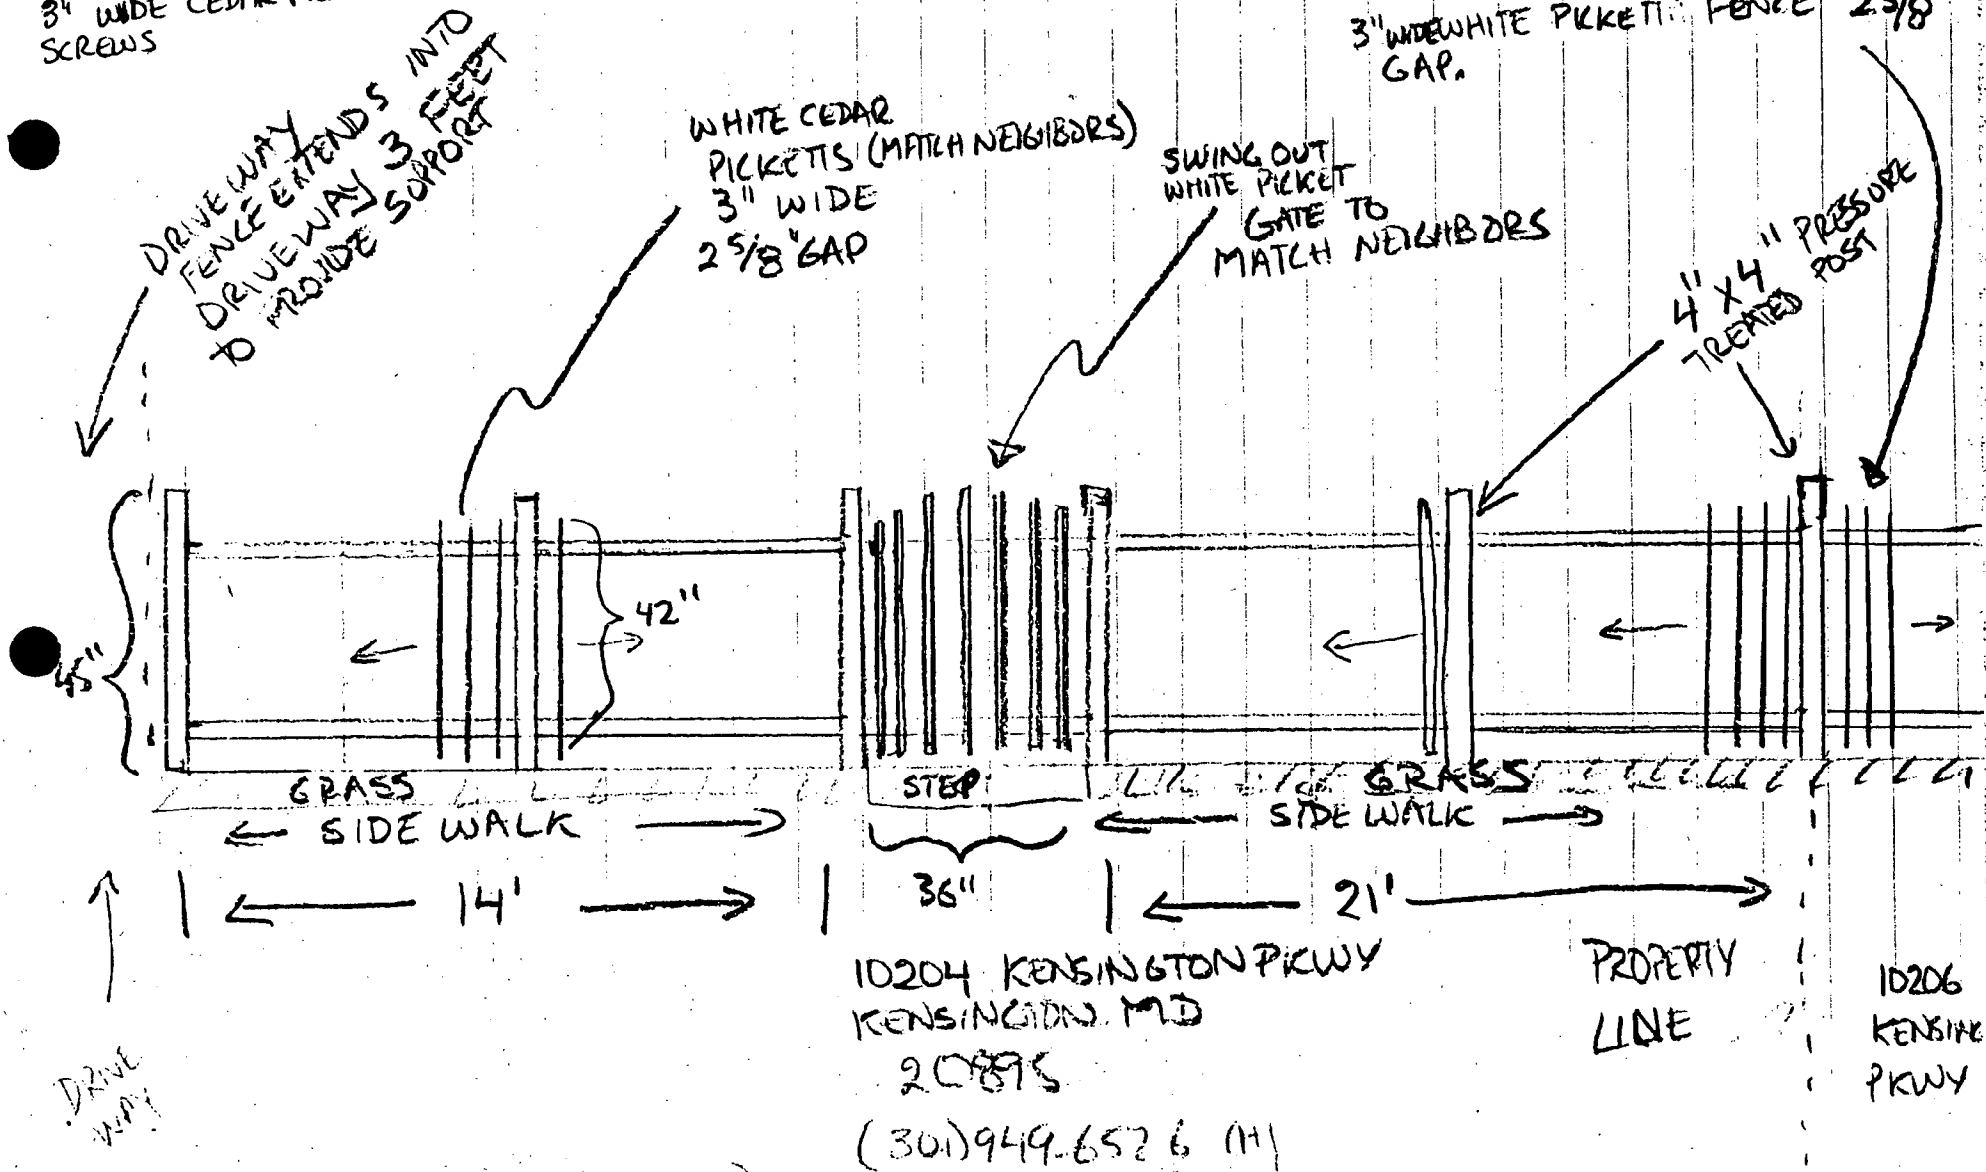 3" WIDE CEDAR
SCREWS
3" WIDE WHITE PICKETT FENCE 2 5/8
GAP.
DRIVEWAY
FENCE EXTENDS INTO
DRIVEWAY 3 FEET
TO PROVIDE SUPPORT
WHITE CEDAR
PICKETTS (MATCH NEIGHBORS)
3" WIDE
2 5/8" GAP
SWING OUT
WHITE PICKET
GATE TO
MATCH NEIGHBORS
4" X 4" PRESSURE
TREATED POST
45"
42"
GRASS
STEP
GRASS
SIDE WALK
SIDE WALK
14'
36"
21'
10204 KENSINGTON PKWY
KENSINGTON MD
20895
(301) 949-6526 (H)
PROPERTY
LINE
10206
KENSING
PKWY
DRIVE
WAY